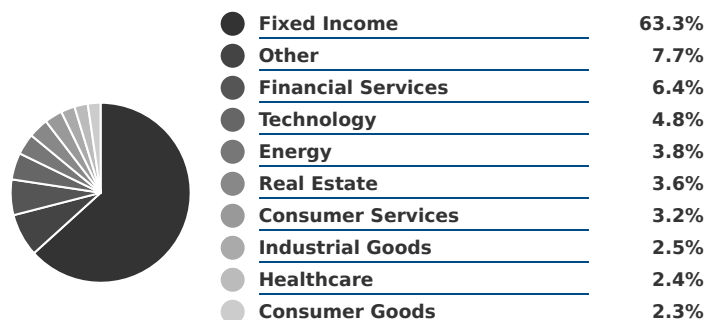 Fixed Income 63.3%
Other 7.7%
Financial Services 6.4%
Technology 4.8%
Energy 3.8%
Real Estate 3.6%
Consumer Services 3.2%
Industrial Goods 2.5%
Healthcare 2.4%
Consumer Goods 2.3%